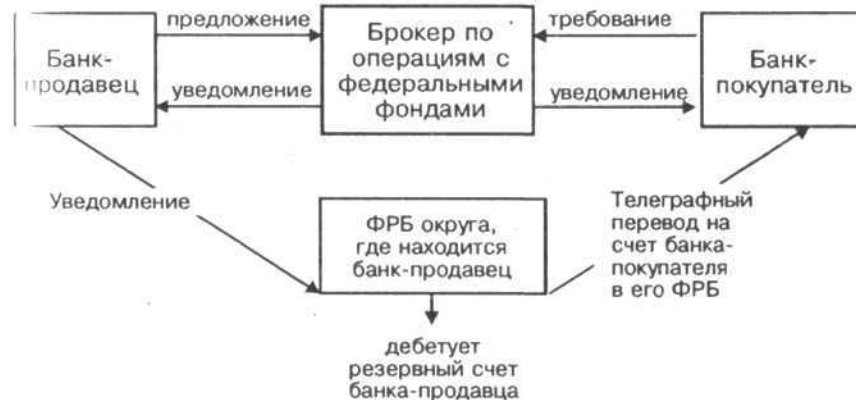 Банк-
продавец
предложение
уведомление
Брокер по
операциям с
федеральными
фондами
требование
уведомление
Банк-
покупатель
Уведомление
ФРБ округа,
где находится
банк-продавец
Телеграфный
перевод на
счет банка-
покупателя
в его ФРБ
дебетует
резервный счет
банка-продавца